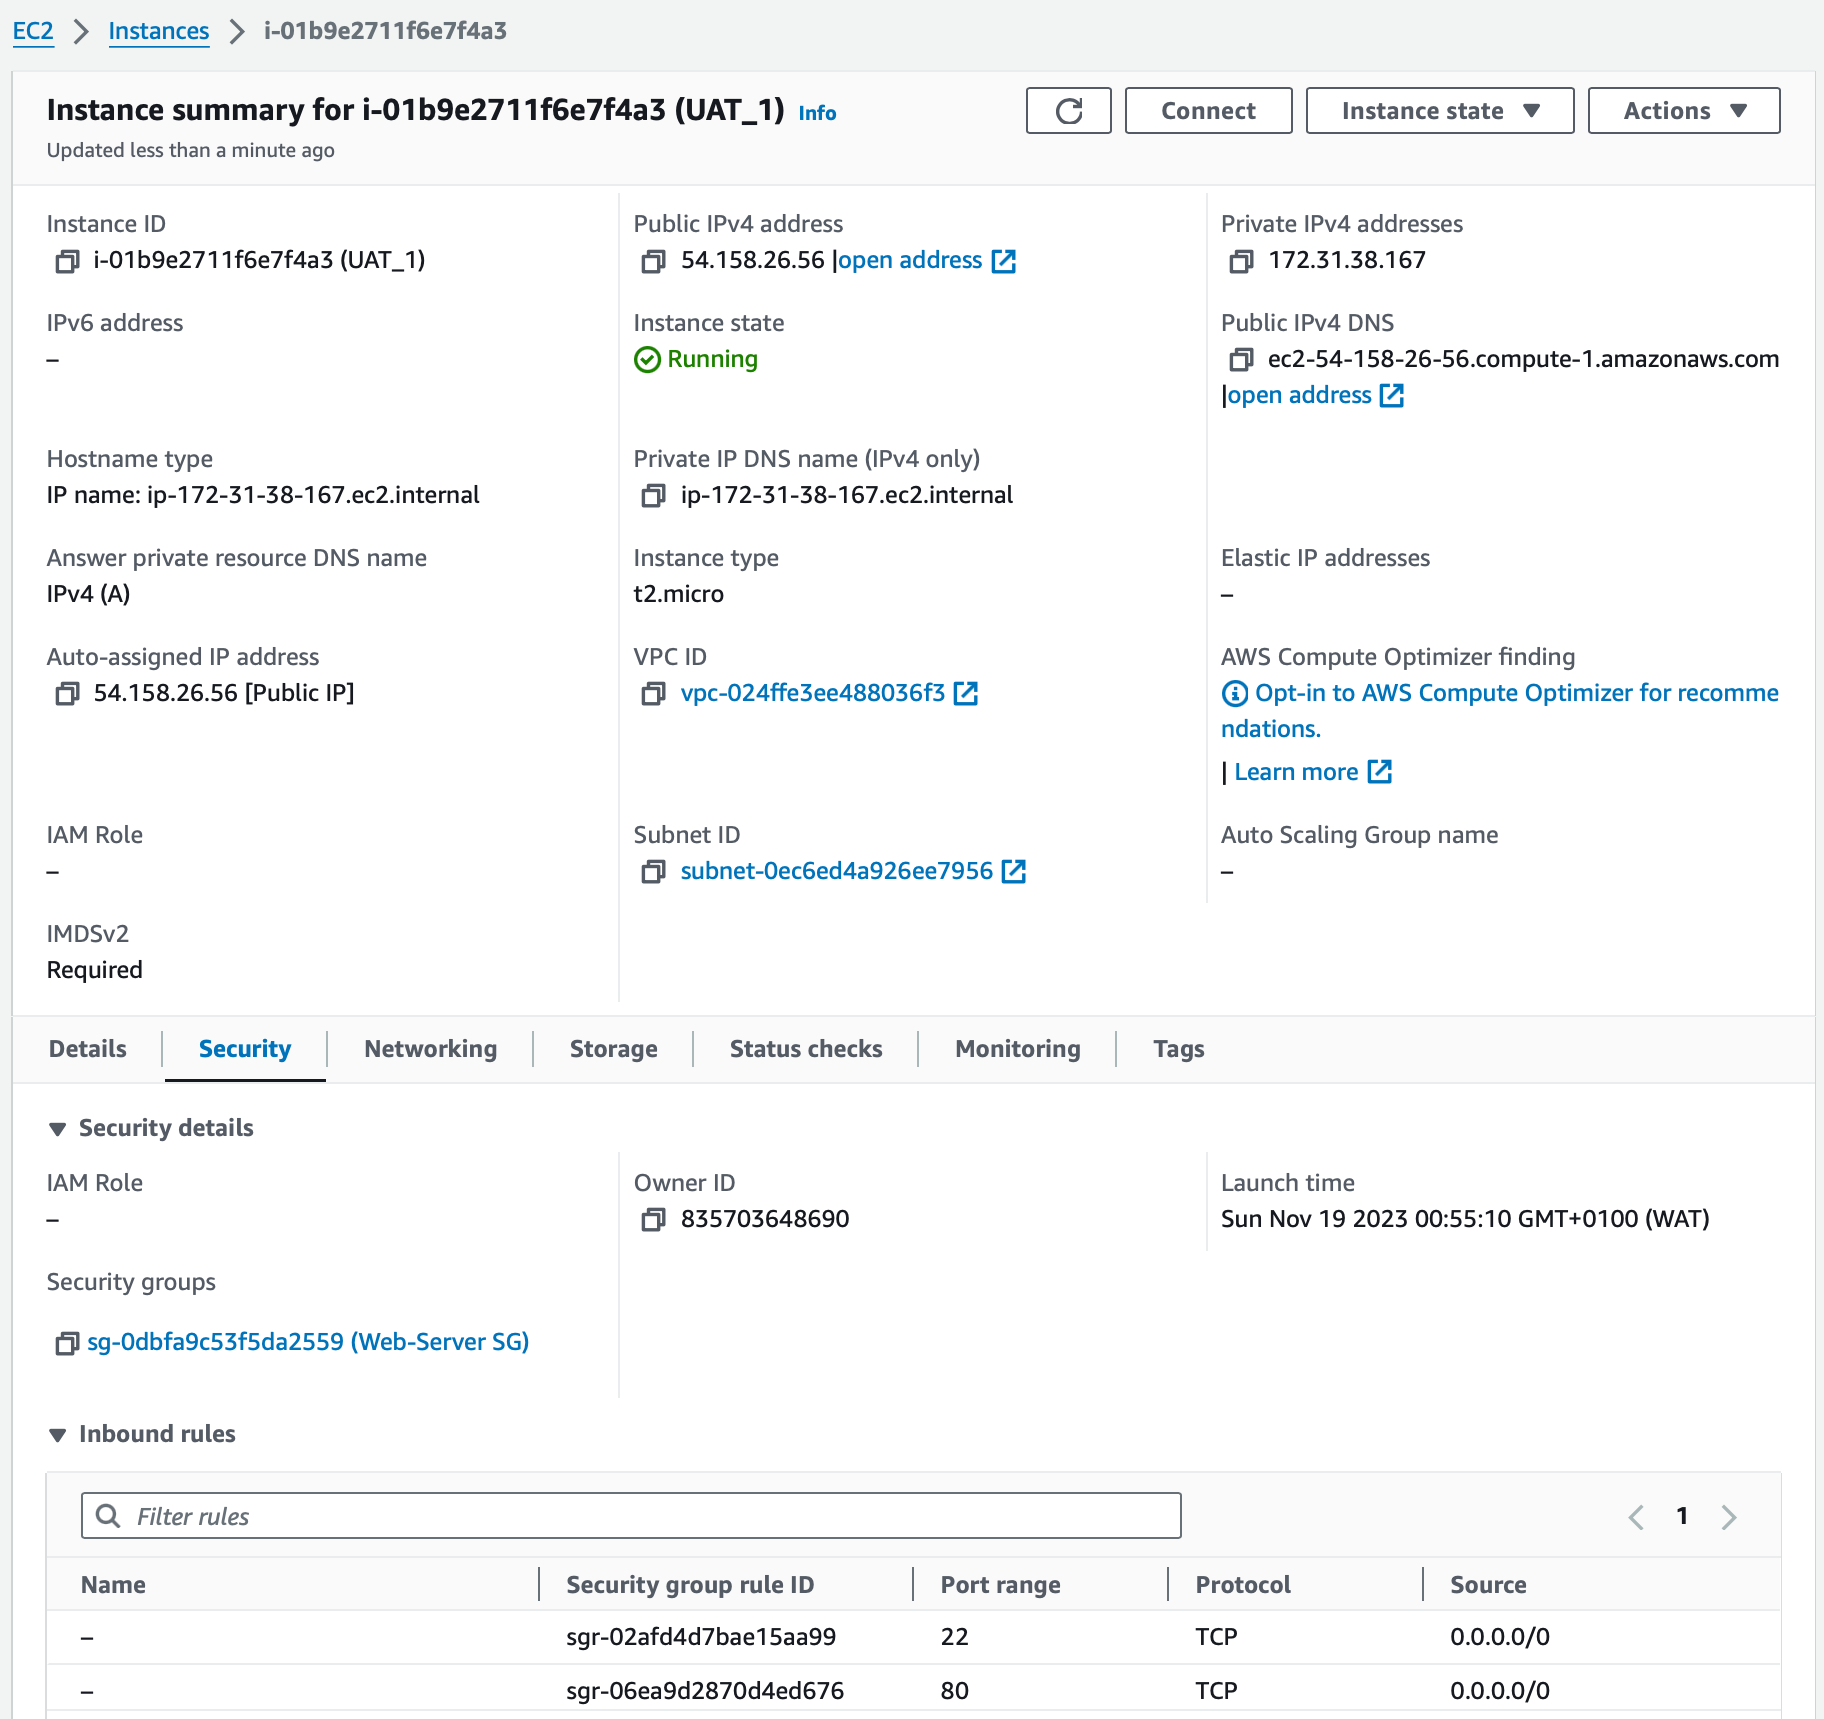 EC2 > Instances > i-01b9e2711f6e7f4a3
Instance summary for i-01b9e2711f6e7f4a3 (UAT_1) Info
Connect
Instance state
Actions
Updated less than a minute ago
Instance ID
i-01b9e2711f6e7f4a3 (UAT_1)
Public IPv4 address
54.158.26.56 |open address
Private IPv4 addresses
172.31.38.167
IPv6 address
–
Instance state
Running
Public IPv4 DNS
ec2-54-158-26-56.compute-1.amazonaws.com
|open address
Hostname type
IP name: ip-172-31-38-167.ec2.internal
Private IP DNS name (IPv4 only)
ip-172-31-38-167.ec2.internal
Answer private resource DNS name
IPv4 (A)
Instance type
t2.micro
Elastic IP addresses
–
Auto-assigned IP address
54.158.26.56 [Public IP]
VPC ID
vpc-024ffe3ee488036f3
AWS Compute Optimizer finding
Opt-in to AWS Compute Optimizer for recomme
ndations.
| Learn more
IAM Role
–
Subnet ID
subnet-0ec6ed4a926ee7956
Auto Scaling Group name
–
IMDSv2
Required
Details
Security
Networking
Storage
Status checks
Monitoring
Tags
Security details
IAM Role
–
Owner ID
835703648690
Launch time
Sun Nov 19 2023 00:55:10 GMT+0100 (WAT)
Security groups
sg-0dbfa9c53f5da2559 (Web-Server SG)
Inbound rules
Filter rules
1
Name Security group rule ID Port range Protocol Source
– sgr-02afd4d7bae15aa99 22 TCP 0.0.0.0/0
– sgr-06ea9d2870d4ed676 80 TCP 0.0.0.0/0